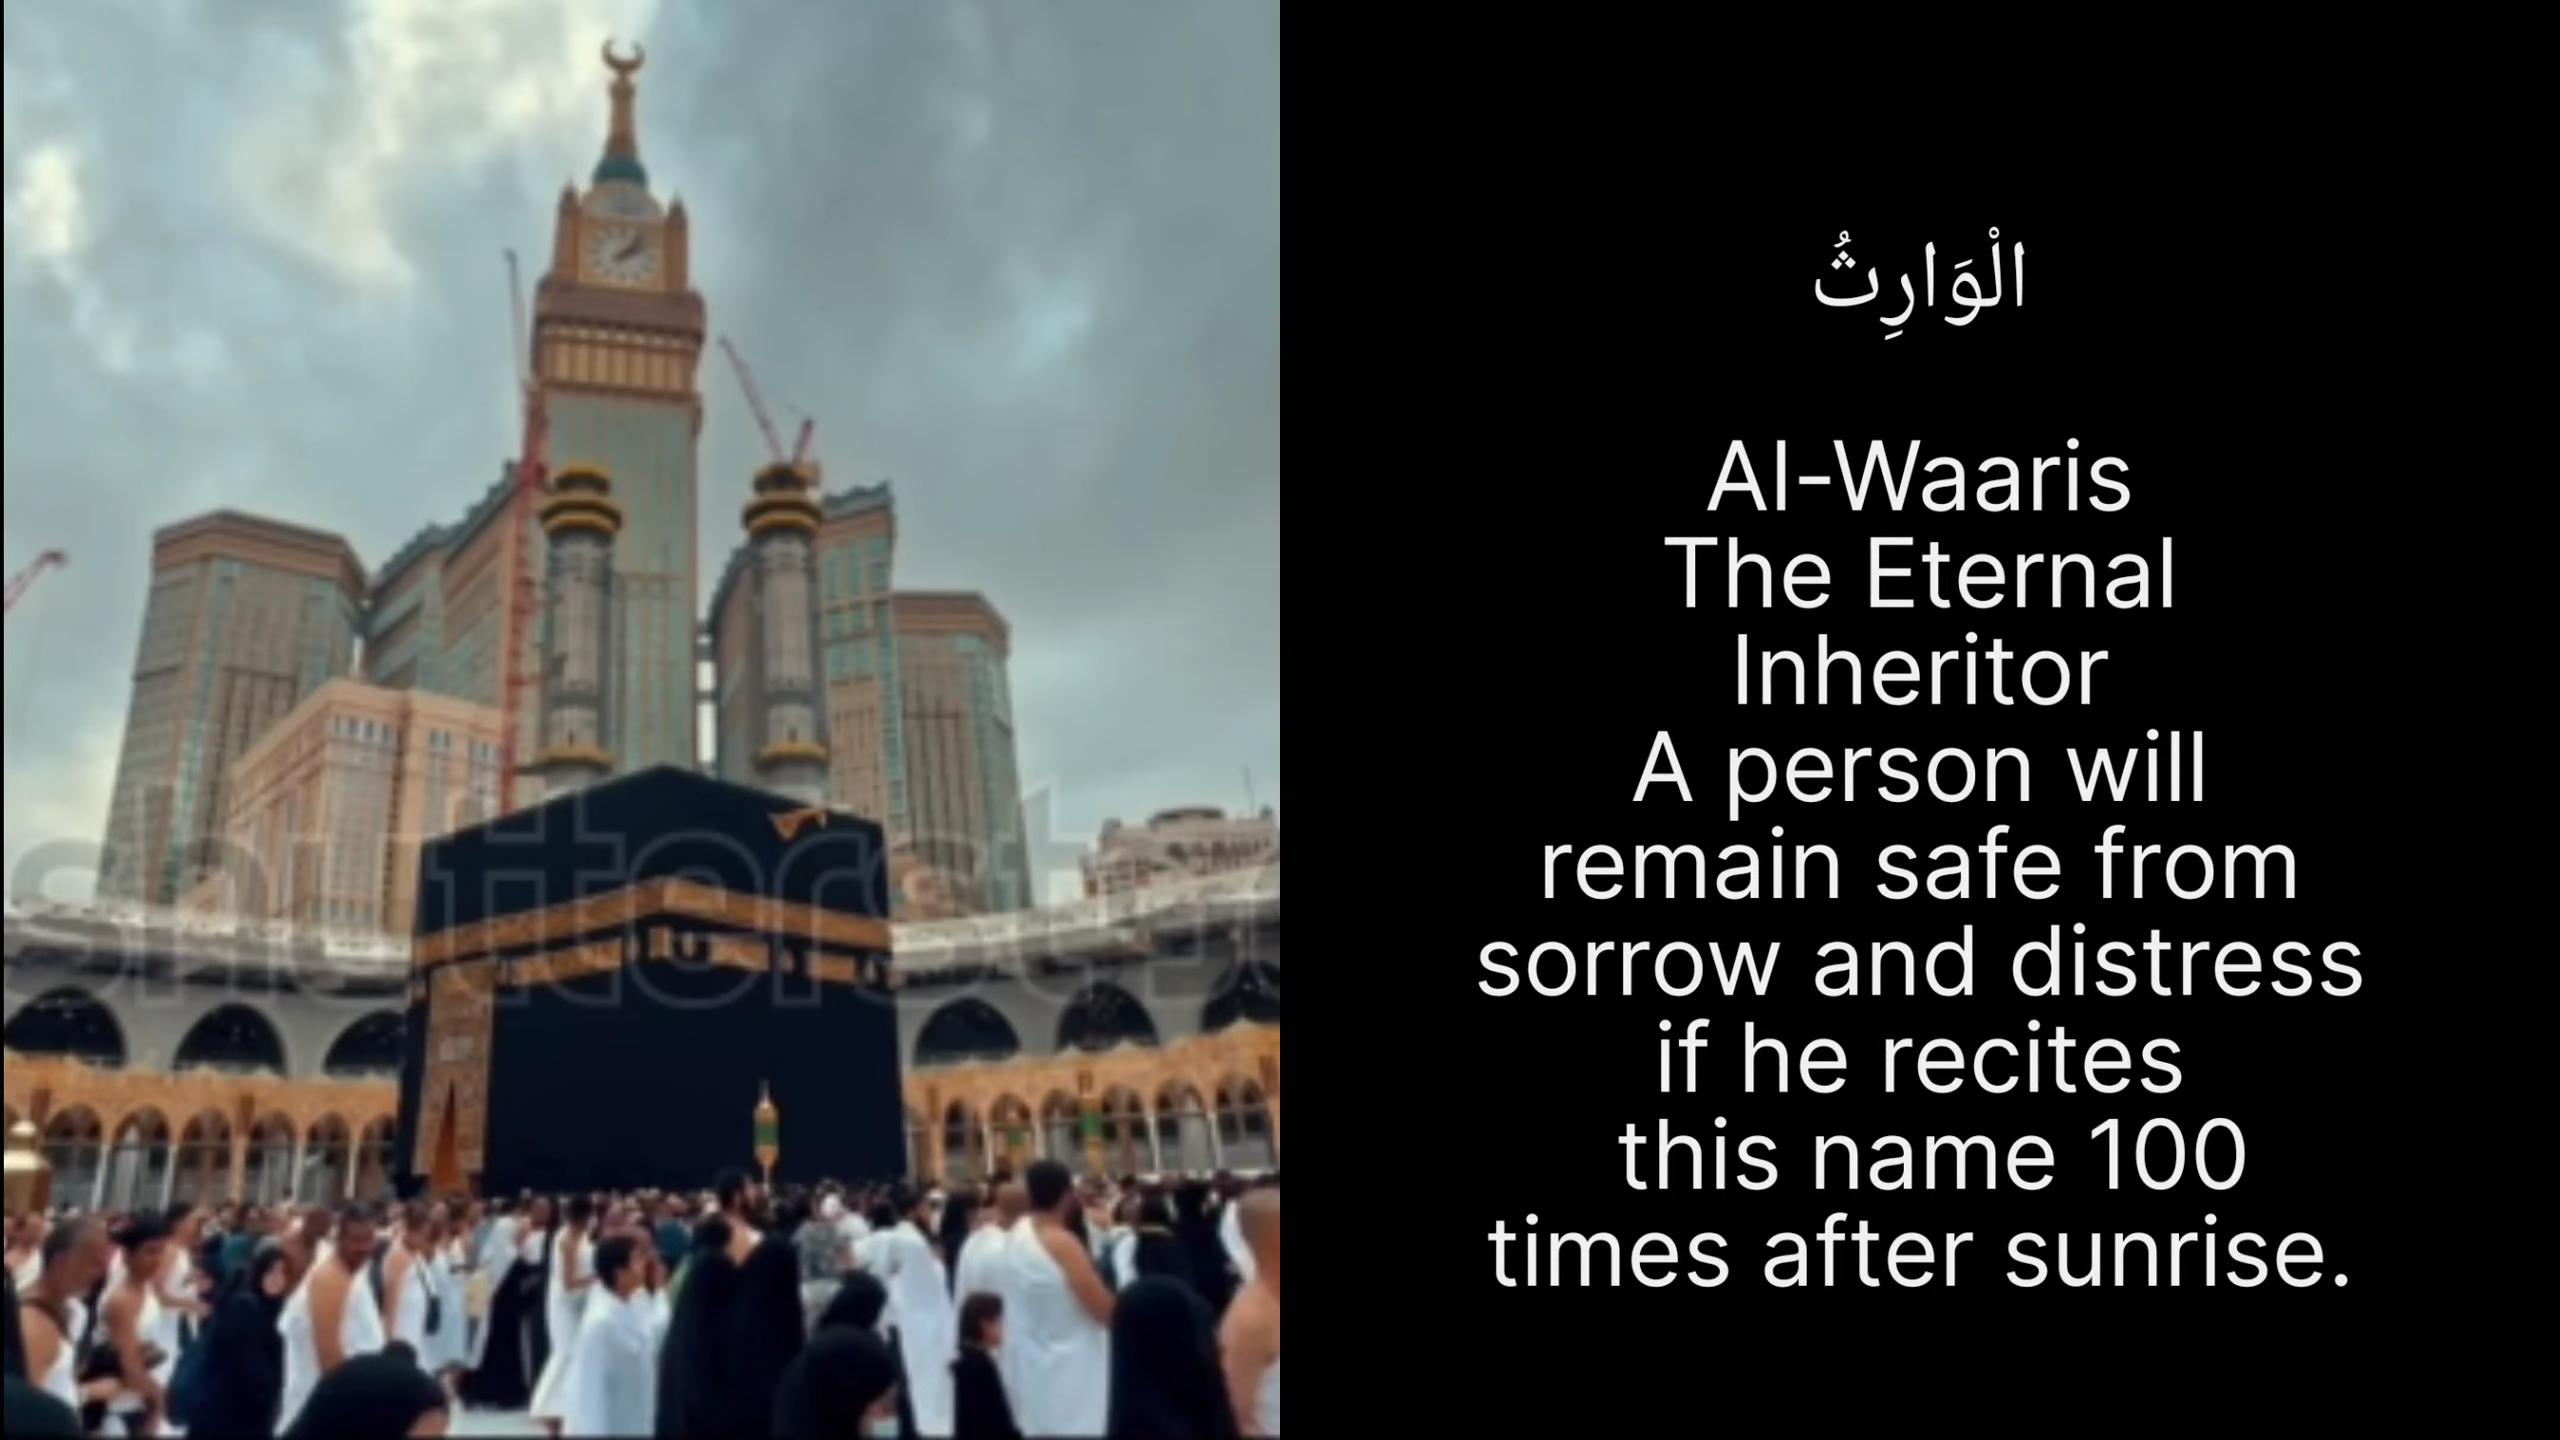 الْوَارِثُ
Al-Waaris
The Eternal
Inheritor
A person will
remain safe from
sorrow and distress
if he recites
this name 100
times after sunrise.
shutterst